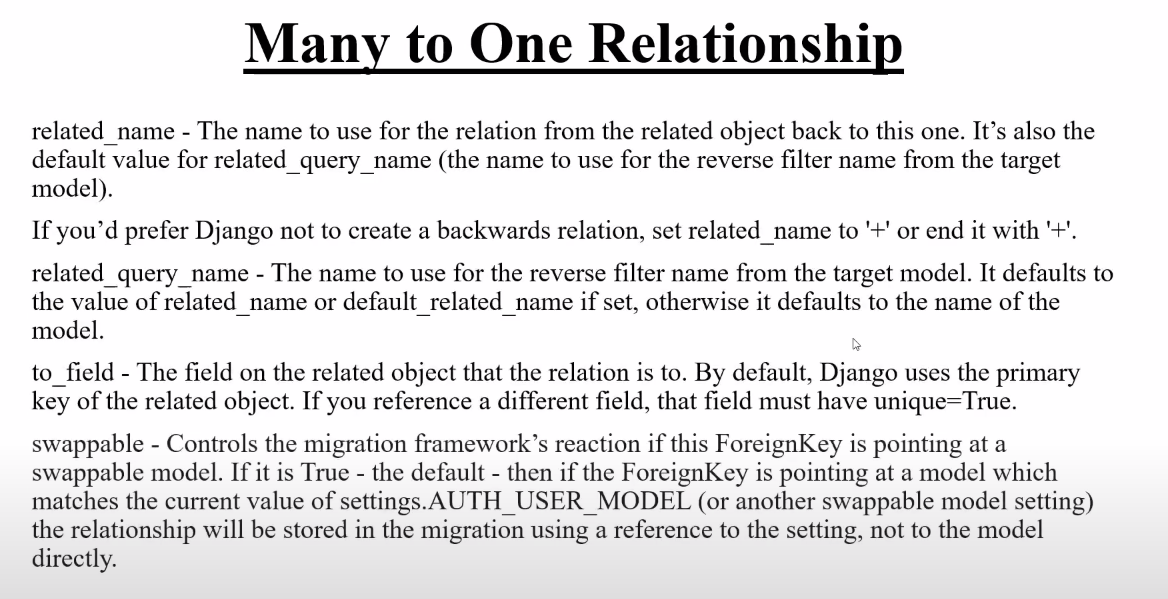 Many to One Relationship
related_name - The name to use for the relation from the related object back to this one. It’s also the
default value for related_query_name (the name to use for the reverse filter name from the target
model).
If you’d prefer Django not to create a backwards relation, set related_name to '+' or end it with '+'.
related_query_name - The name to use for the reverse filter name from the target model. It defaults to
the value of related_name or default_related_name if set, otherwise it defaults to the name of the
model.
to_field - The field on the related object that the relation is to. By default, Django uses the primary
key of the related object. If you reference a different field, that field must have unique=True.
swappable - Controls the migration framework’s reaction if this ForeignKey is pointing at a
swappable model. If it is True - the default - then if the ForeignKey is pointing at a model which
matches the current value of settings.AUTH_USER_MODEL (or another swappable model setting)
the relationship will be stored in the migration using a reference to the setting, not to the model
directly.